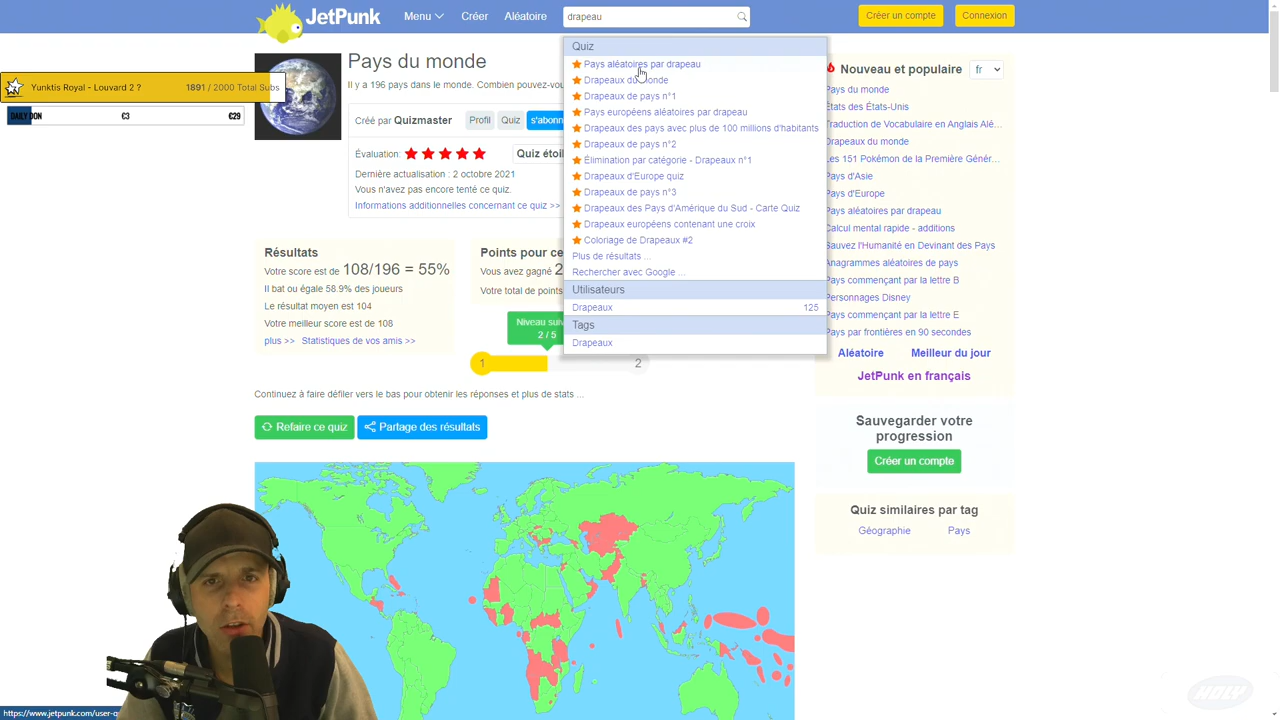 JetPunk
Menu
Créer
Aléatoire
drapeau
Créer un compte
Connexion
Pays du monde
Il y a 196 pays dans le monde. Combien pouvez-vous
Yunktis Royal - Louvard 2 ?
1891 / 2000 Total Subs
DAILY DON
€3
€29
Créé par Quizmaster
Profil
Quiz
s'abonn
Évaluation:
Quiz étoil
Dernière actualisation : 2 octobre 2021
Vous n'avez pas encore tenté ce quiz.
Informations additionnelles concernant ce quiz >>
Quiz
Pays aléatoires par drapeau
Drapeaux du monde
Drapeaux de pays n°1
Pays européens aléatoires par drapeau
Drapeaux des pays avec plus de 100 millions d'habitants
Drapeaux de pays n°2
Élimination par catégorie - Drapeaux n°1
Drapeaux d'Europe quiz
Drapeaux de pays n°3
Drapeaux des Pays d'Amérique du Sud - Carte Quiz
Drapeaux européens contenant une croix
Coloriage de Drapeaux #2
Plus de résultats ...
Rechercher avec Google ...
Utilisateurs
Drapeaux
125
Tags
Drapeaux
Résultats
Votre score est de 108/196 = 55%
Il bat ou égale 58.9% des joueurs
Le résultat moyen est 104
Votre meilleur score est de 108
plus >>
Statistiques de vos amis >>
Points pour ce
Vous avez gagné 2
Votre total de points
Niveau sui
2 / 5
1
2
Continuez à faire défiler vers le bas pour obtenir les réponses et plus de stats ...
Refaire ce quiz
Partage des résultats
Nouveau et populaire
fr
Pays du monde
États des États-Unis
Traduction de Vocabulaire en Anglais Alé...
Drapeaux du monde
Les 151 Pokémon de la Première Génér...
Pays d'Asie
Pays d'Europe
Pays aléatoires par drapeau
Calcul mental rapide - additions
Sauvez l'Humanité en Devinant des Pays
Anagrammes aléatoires de pays
Pays commençant par la lettre B
Personnages Disney
Pays commençant par la lettre E
Pays par frontières en 90 secondes
Aléatoire
Meilleur du jour
JetPunk en français
Sauvegarder votre
progression
Créer un compte
Quiz similaires par tag
Géographie
Pays
HOLY
https://www.jetpunk.com/user-q